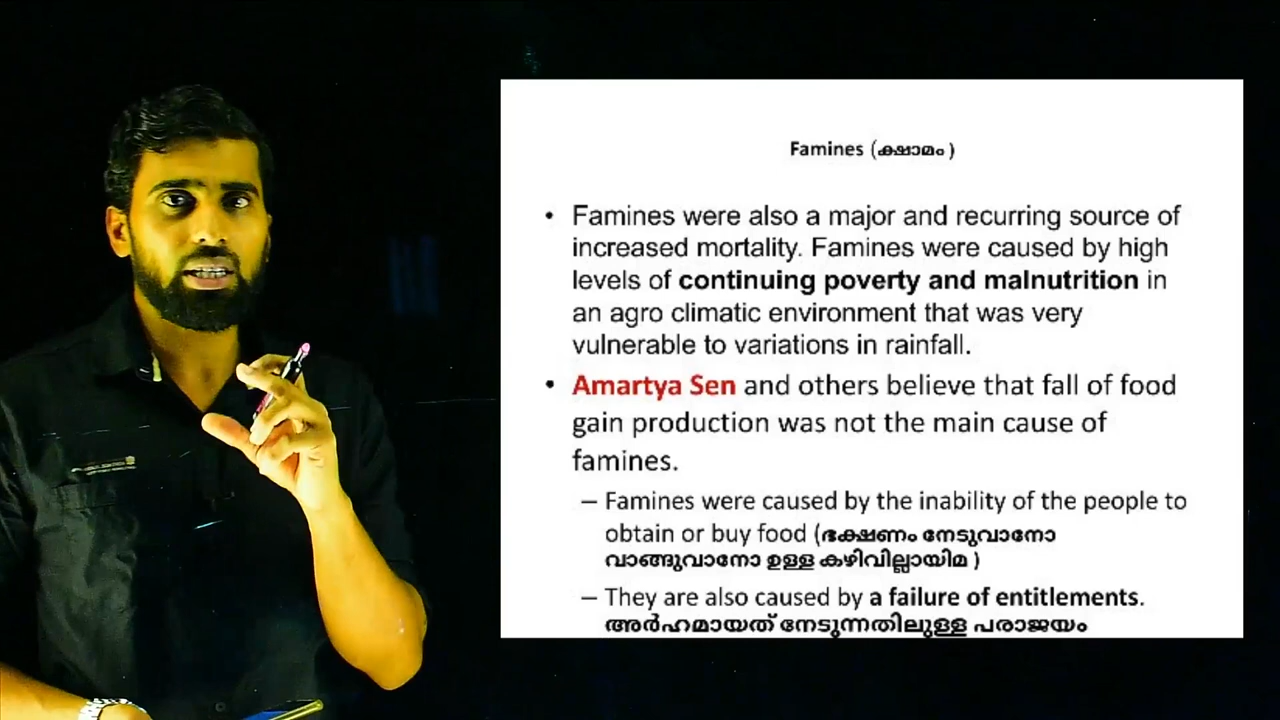 Famines (ക്ഷാമം )
• Famines were also a major and recurring source of
increased mortality. Famines were caused by high
levels of continuing poverty and malnutrition in
an agro climatic environment that was very
vulnerable to variations in rainfall.
• Amartya Sen and others believe that fall of food
gain production was not the main cause of
famines.
– Famines were caused by the inability of the people to
obtain or buy food (ഭക്ഷണം നേടുവാനോ
വാങ്ങുവാനോ ഉള്ള കഴിവില്ലായിമ )
– They are also caused by a failure of entitlements.
അർഹമായത് നേടുന്നതിലുള്ള പരാജയം